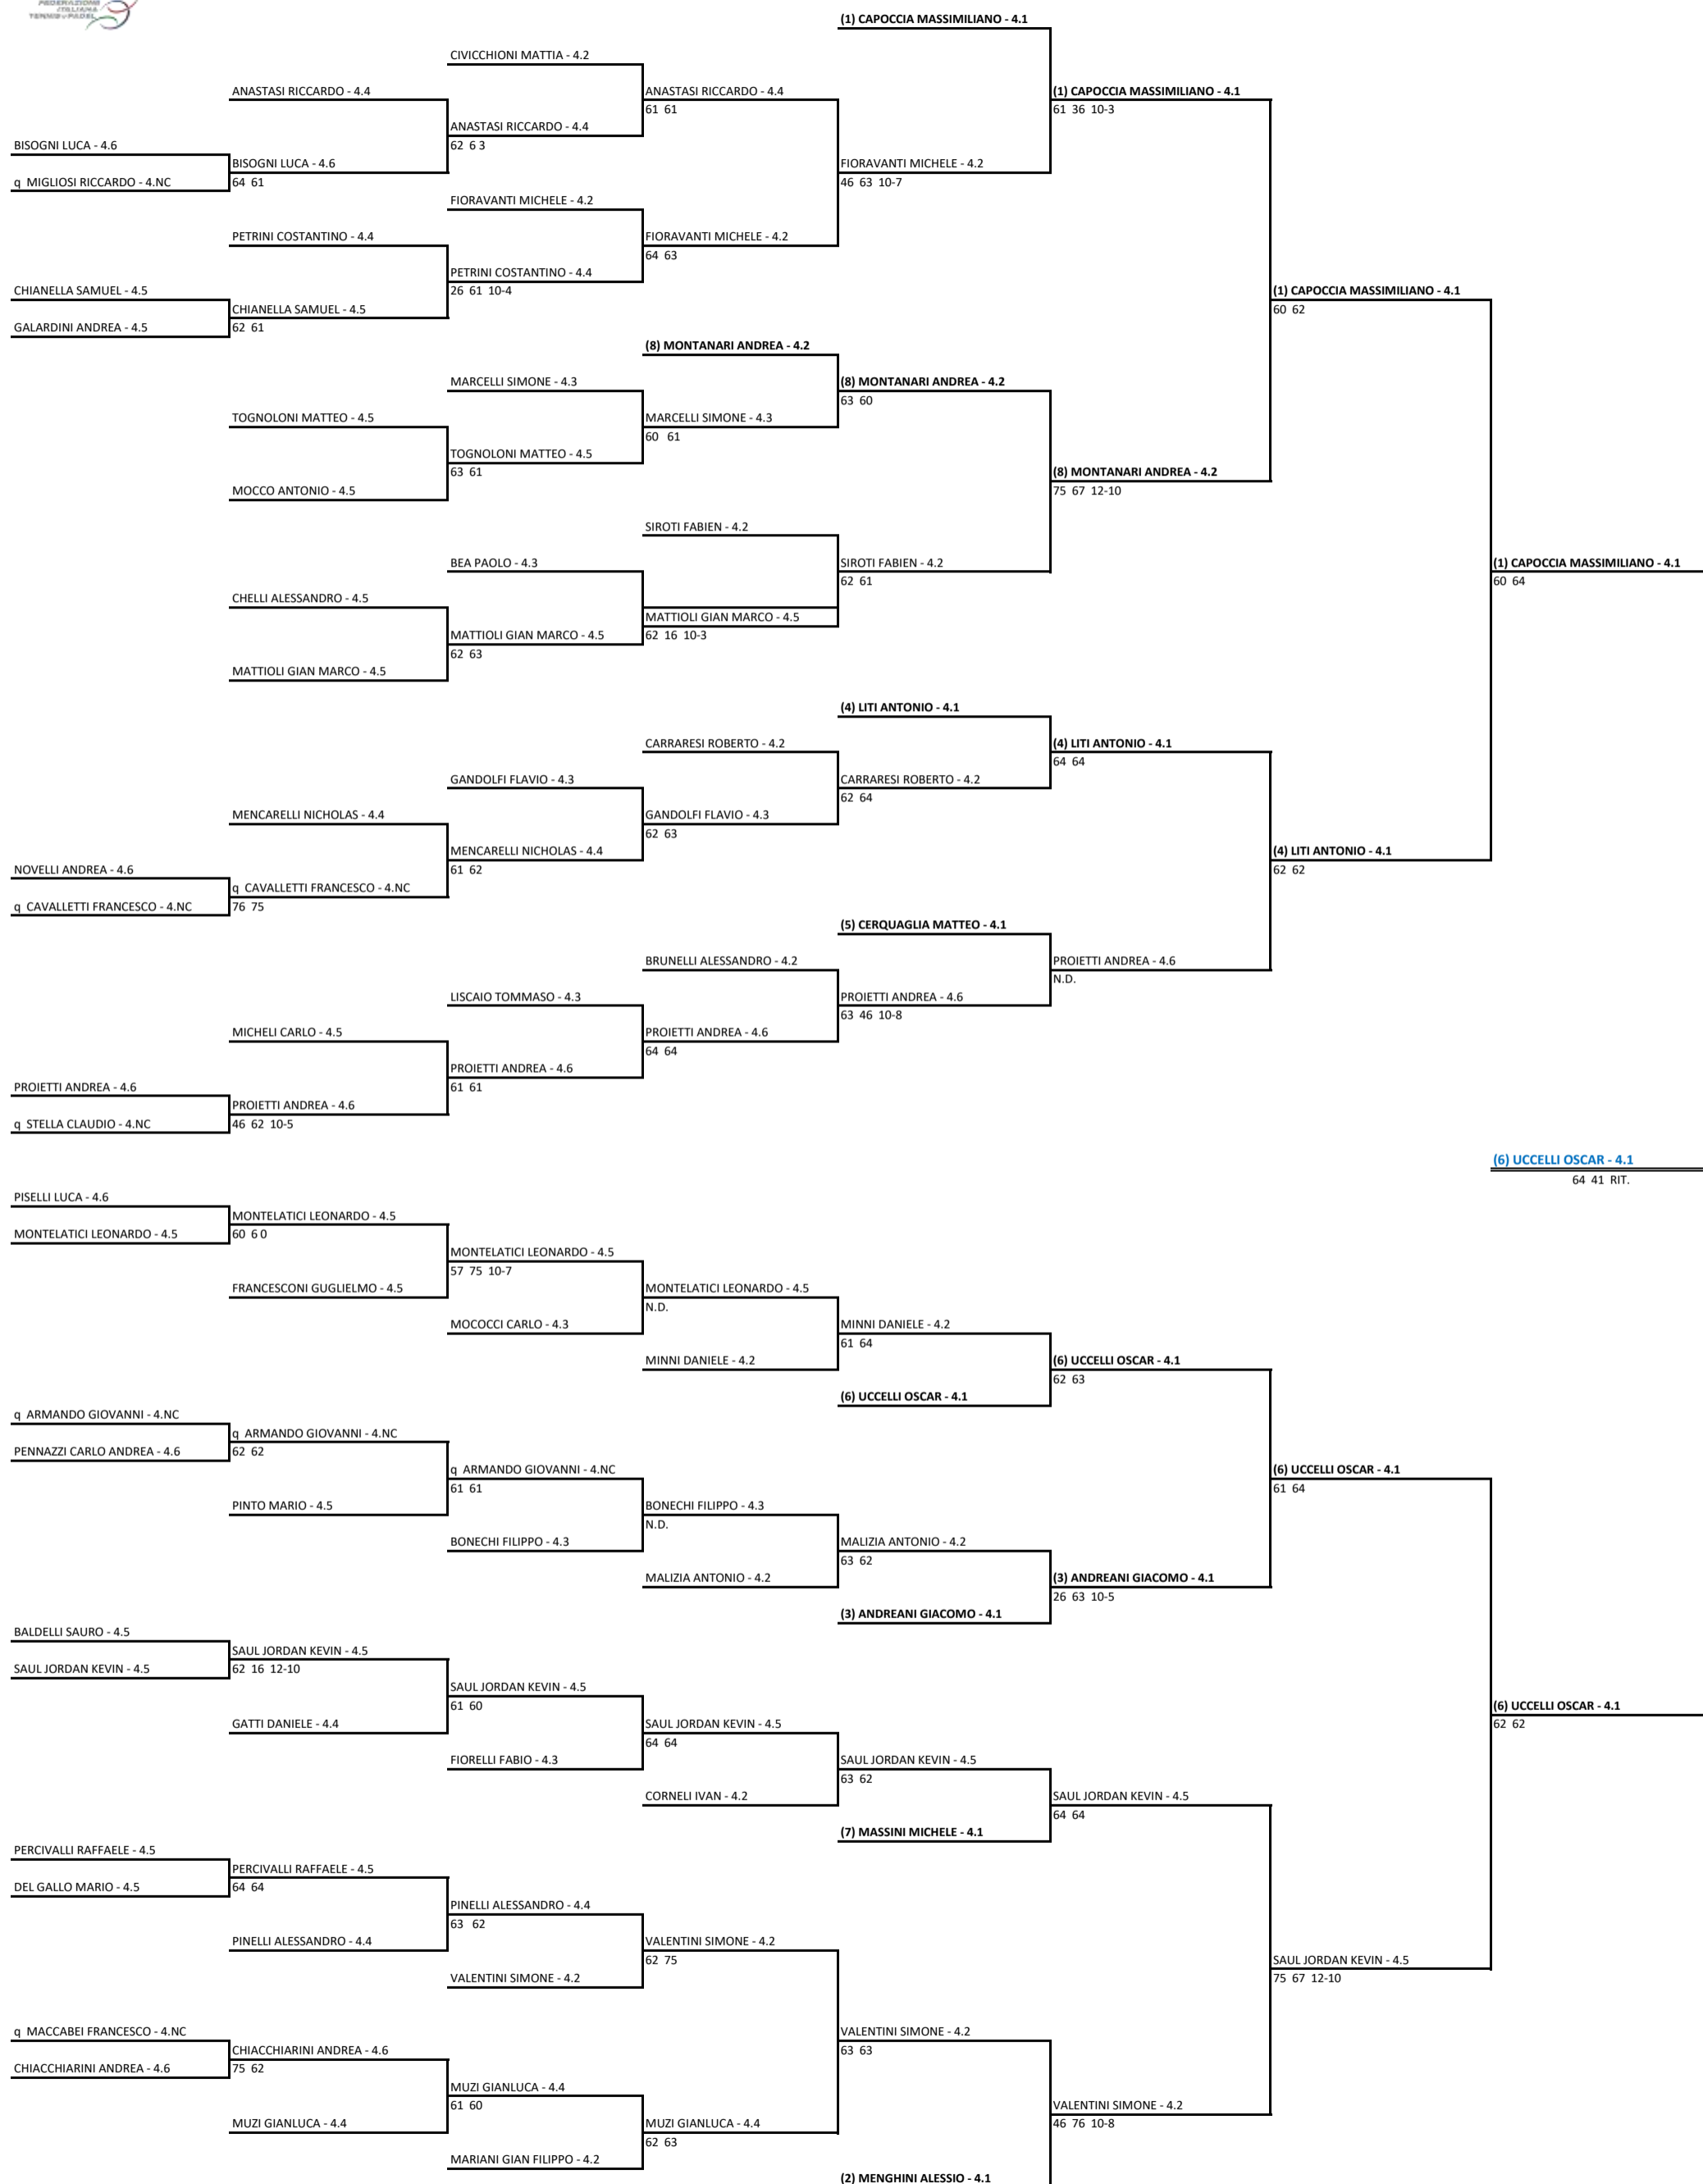 FEDERAZIONE
ITALIANA
TENNIS e PADEL
(1) CAPOCCIA MASSIMILIANO - 4.1
CIVICCHIONI MATTIA - 4.2
ANASTASI RICCARDO - 4.4
ANASTASI RICCARDO - 4.4
(1) CAPOCCIA MASSIMILIANO - 4.1
61 61
61 36 10-3
ANASTASI RICCARDO - 4.4
62 6 3
BISOGNI LUCA - 4.6
BISOGNI LUCA - 4.6
FIORAVANTI MICHELE - 4.2
q MIGLIOSI RICCARDO - 4.NC
64 61
46 63 10-7
FIORAVANTI MICHELE - 4.2
PETRINI COSTANTINO - 4.4
FIORAVANTI MICHELE - 4.2
64 63
PETRINI COSTANTINO - 4.4
26 61 10-4
CHIANELLA SAMUEL - 4.5
(1) CAPOCCIA MASSIMILIANO - 4.1
60 62
CHIANELLA SAMUEL - 4.5
GALARDINI ANDREA - 4.5
62 61
(8) MONTANARI ANDREA - 4.2
MARCELLI SIMONE - 4.3
(8) MONTANARI ANDREA - 4.2
63 60
TOGNOLONI MATTEO - 4.5
MARCELLI SIMONE - 4.3
60 61
TOGNOLONI MATTEO - 4.5
63 61
(8) MONTANARI ANDREA - 4.2
75 67 12-10
MOCCO ANTONIO - 4.5
SIROTI FABIEN - 4.2
BEA PAOLO - 4.3
SIROTI FABIEN - 4.2
62 61
(1) CAPOCCIA MASSIMILIANO - 4.1
60 64
CHELLI ALESSANDRO - 4.5
MATTIOLI GIAN MARCO - 4.5
62 16 10-3
MATTIOLI GIAN MARCO - 4.5
62 63
MATTIOLI GIAN MARCO - 4.5
(4) LITI ANTONIO - 4.1
CARRARESI ROBERTO - 4.2
(4) LITI ANTONIO - 4.1
64 64
GANDOLFI FLAVIO - 4.3
CARRARESI ROBERTO - 4.2
62 64
MENCARELLI NICHOLAS - 4.4
GANDOLFI FLAVIO - 4.3
62 63
MENCARELLI NICHOLAS - 4.4
61 62
(4) LITI ANTONIO - 4.1
62 62
NOVELLI ANDREA - 4.6
q CAVALLETTI FRANCESCO - 4.NC
q CAVALLETTI FRANCESCO - 4.NC
76 75
(5) CERQUAGLIA MATTEO - 4.1
BRUNELLI ALESSANDRO - 4.2
PROIETTI ANDREA - 4.6
N.D.
LISCAIO TOMMASO - 4.3
PROIETTI ANDREA - 4.6
63 46 10-8
MICHELI CARLO - 4.5
PROIETTI ANDREA - 4.6
64 64
PROIETTI ANDREA - 4.6
61 61
PROIETTI ANDREA - 4.6
PROIETTI ANDREA - 4.6
q STELLA CLAUDIO - 4.NC
46 62 10-5
(6) UCCELLI OSCAR - 4.1
64 41 RIT.
PISELLI LUCA - 4.6
MONTELATICI LEONARDO - 4.5
MONTELATICI LEONARDO - 4.5
60 6 0
MONTELATICI LEONARDO - 4.5
57 75 10-7
FRANCESCONI GUGLIELMO - 4.5
MONTELATICI LEONARDO - 4.5
N.D.
MOCOCCI CARLO - 4.3
MINNI DANIELE - 4.2
61 64
MINNI DANIELE - 4.2
(6) UCCELLI OSCAR - 4.1
62 63
(6) UCCELLI OSCAR - 4.1
q ARMANDO GIOVANNI - 4.NC
q ARMANDO GIOVANNI - 4.NC
PENNAZZI CARLO ANDREA - 4.6
62 62
q ARMANDO GIOVANNI - 4.NC
61 61
(6) UCCELLI OSCAR - 4.1
61 64
PINTO MARIO - 4.5
BONECHI FILIPPO - 4.3
N.D.
BONECHI FILIPPO - 4.3
MALIZIA ANTONIO - 4.2
63 62
MALIZIA ANTONIO - 4.2
(3) ANDREANI GIACOMO - 4.1
26 63 10-5
(3) ANDREANI GIACOMO - 4.1
BALDELLI SAURO - 4.5
SAUL JORDAN KEVIN - 4.5
SAUL JORDAN KEVIN - 4.5
62 16 12-10
SAUL JORDAN KEVIN - 4.5
61 60
(6) UCCELLI OSCAR - 4.1
62 62
GATTI DANIELE - 4.4
SAUL JORDAN KEVIN - 4.5
64 64
FIORELLI FABIO - 4.3
SAUL JORDAN KEVIN - 4.5
63 62
CORNELI IVAN - 4.2
SAUL JORDAN KEVIN - 4.5
64 64
(7) MASSINI MICHELE - 4.1
PERCIVALLI RAFFAELE - 4.5
PERCIVALLI RAFFAELE - 4.5
DEL GALLO MARIO - 4.5
64 64
PINELLI ALESSANDRO - 4.4
63 62
PINELLI ALESSANDRO - 4.4
VALENTINI SIMONE - 4.2
62 75
SAUL JORDAN KEVIN - 4.5
75 67 12-10
VALENTINI SIMONE - 4.2
q MACCABEI FRANCESCO - 4.NC
VALENTINI SIMONE - 4.2
63 63
CHIACCHIARINI ANDREA - 4.6
CHIACCHIARINI ANDREA - 4.6
75 62
MUZI GIANLUCA - 4.4
61 60
VALENTINI SIMONE - 4.2
46 76 10-8
MUZI GIANLUCA - 4.4
MUZI GIANLUCA - 4.4
62 63
MARIANI GIAN FILIPPO - 4.2
(2) MENGHINI ALESSIO - 4.1